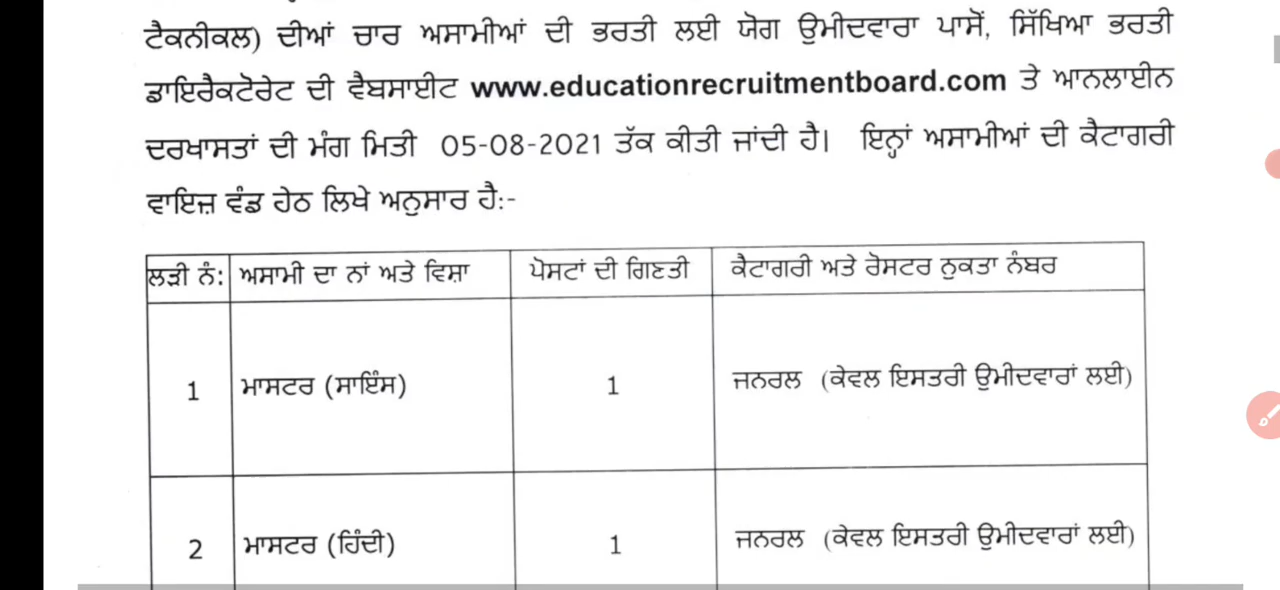 ਟੈਕਨੀਕਲ) ਦੀਆਂ ਚਾਰ ਅਸਾਮੀਆਂ ਦੀ ਭਰਤੀ ਲਈ ਯੋਗ ਉਮੀਦਵਾਰਾ ਪਾਸੋਂ, ਸਿੱਖਿਆ ਭਰਤੀ
ਡਾਇਰੈਕਟੋਰੇਟ ਦੀ ਵੈਬਸਾਈਟ www.educationrecruitmentboard.com ਤੇ ਆਨਲਾਈਨ
ਦਰਖਾਸਤਾਂ ਦੀ ਮੰਗ ਮਿਤੀ 05-08-2021 ਤੱਕ ਕੀਤੀ ਜਾਂਦੀ ਹੈ। ਇਨ੍ਹਾਂ ਅਸਾਮੀਆਂ ਦੀ ਕੈਟਾਗਰੀ
ਵਾਇਜ਼ ਵੰਡ ਹੇਠ ਲਿਖੇ ਅਨੁਸਾਰ ਹੈ:-
ਲੜੀ ਨੰ: ਅਸਾਮੀ ਦਾ ਨਾਂ ਅਤੇ ਵਿਸ਼ਾ ਪੋਸਟਾਂ ਦੀ ਗਿਣਤੀ ਕੈਟਾਗਰੀ ਅਤੇ ਰੋਸਟਰ ਨੁਕਤਾ ਨੰਬਰ
1 ਮਾਸਟਰ (ਸਾਇੰਸ) 1 ਜਨਰਲ (ਕੇਵਲ ਇਸਤਰੀ ਉਮੀਦਵਾਰਾਂ ਲਈ)
2 ਮਾਸਟਰ (ਹਿੰਦੀ) 1 ਜਨਰਲ (ਕੇਵਲ ਇਸਤਰੀ ਉਮੀਦਵਾਰਾਂ ਲਈ)